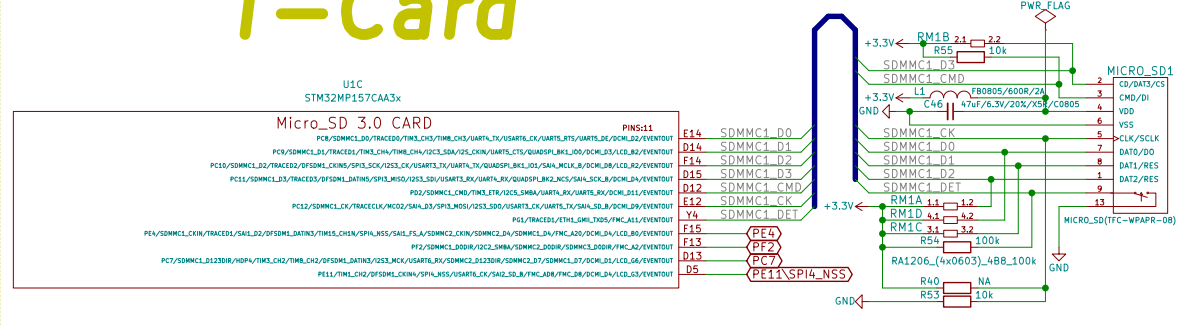 T-Card
PWR_FLAG
+3.3V RM1B 2.1 2.2
R55 10k
SDMMC1_D3
SDMMC1_CMD
MICRO_SD1
+3.3V L1 FB0805/600R/2A
GND C46 47uF/6.3V/20%/X5R/C0805
2 CD/DAT3/CS
3 CMD/DI
4 VDD
6 VSS
5 CLK/SCLK
7 DAT0/DO
8 DAT1/RES
1 DAT2/RES
9
13
MICRO_SD(TFC-WPAPR-08)
SDMMC1_CK
SDMMC1_D0
SDMMC1_D1
SDMMC1_D2
SDMMC1_DET
U1C
STM32MP157CAA3x
Micro_SD 3.0 CARD
PINS:11
PC8/SDMMC1_D0/TRACED0/TIM3_CH3/TIM8_CH3/UART4_TX/USART6_CK/UART5_RTS/UART5_DE/DCMI_D2/EVENTOUT E14 SDMMC1_D0
PC9/SDMMC1_D1/TRACED1/TIM3_CH4/TIM8_CH4/I2C3_SDA/I2S_CKIN/UART5_CTS/QUADSPI_BK1_IO0/DCMI_D3/LCD_B2/EVENTOUT D14 SDMMC1_D1
PC10/SDMMC1_D2/TRACED2/DFSDM1_CKIN5/SPI3_SCK/I2S3_CK/USART3_TX/UART4_TX/QUADSPI_BK1_IO1/SAI4_MCLK_B/DCMI_D8/LCD_R2/EVENTOUT F14 SDMMC1_D2
PC11/SDMMC1_D3/TRACED3/DFSDM1_DATIN5/SPI3_MISO/I2S3_SDI/USART3_RX/UART4_RX/QUADSPI_BK2_NCS/SAI4_SCK_B/DCMI_D4/EVENTOUT D15 SDMMC1_D3
PD2/SDMMC1_CMD/TIM3_ETR/I2C5_SMBA/UART4_RX/UART5_RX/DCMI_D11/EVENTOUT D12 SDMMC1_CMD
PC12/SDMMC1_CK/TRACECLK/MCO2/SAI4_D3/SPI3_MOSI/I2S3_SDO/USART3_CK/UART5_TX/SAI4_SD_B/DCMI_D9/EVENTOUT E12 SDMMC1_CK
PG1/TRACED1/ETH1_GMII_TXD5/FMC_A11/EVENTOUT Y4 SDMMC1_DET
PE4/SDMMC1_CKIN/TRACED1/SAI1_D2/DFSDM1_DATIN3/TIM15_CH1N/SPI4_NSS/SAI1_FS_A/SDMMC2_CKIN/SDMMC2_D4/SDMMC1_D4/FMC_A20/DCMI_D4/LCD_B0/EVENTOUT F15 PE4
PF2/SDMMC1_D0DIR/I2C2_SMBA/SDMMC2_D0DIR/SDMMC3_D0DIR/FMC_A2/EVENTOUT F13 PF2
PC7/SDMMC1_D123DIR/HDP4/TIM3_CH2/TIM8_CH2/DFSDM1_DATIN3/I2S3_MCK/USART6_RX/SDMMC2_D123DIR/SDMMC2_D7/SDMMC1_D7/DCMI_D1/LCD_G6/EVENTOUT D13 PC7
PE11/TIM1_CH2/DFSDM1_CKIN4/SPI4_NSS/USART6_CK/SAI2_SD_B/FMC_AD8/FMC_D8/DCMI_D4/LCD_G3/EVENTOUT D5 PE11\SPI4_NSS
+3.3V RM1A 1.1 1.2
RM1D 4.1 4.2
RM1C 3.1 3.2
R54 100k
RA1206_(4x0603)_4B8_100k
GND
R40 NA
GND R53 10k